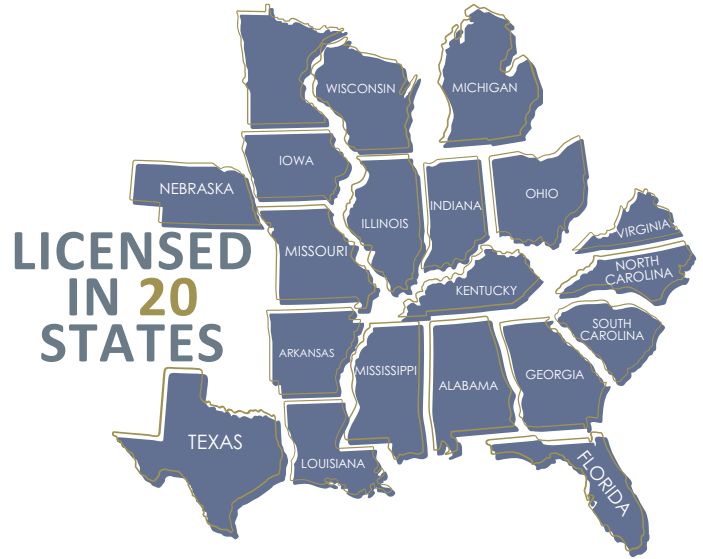 WISCONSIN
MICHIGAN
IOWA
NEBRASKA
ILLINOIS
INDIANA
OHIO
VIRGINIA
MISSOURI
KENTUCKY
NORTH
CAROLINA
LICENSED
IN 20
STATES
SOUTH
CAROLINA
ARKANSAS
MISSISSIPPI
ALABAMA
GEORGIA
TEXAS
LOUISIANA
FLORIDA